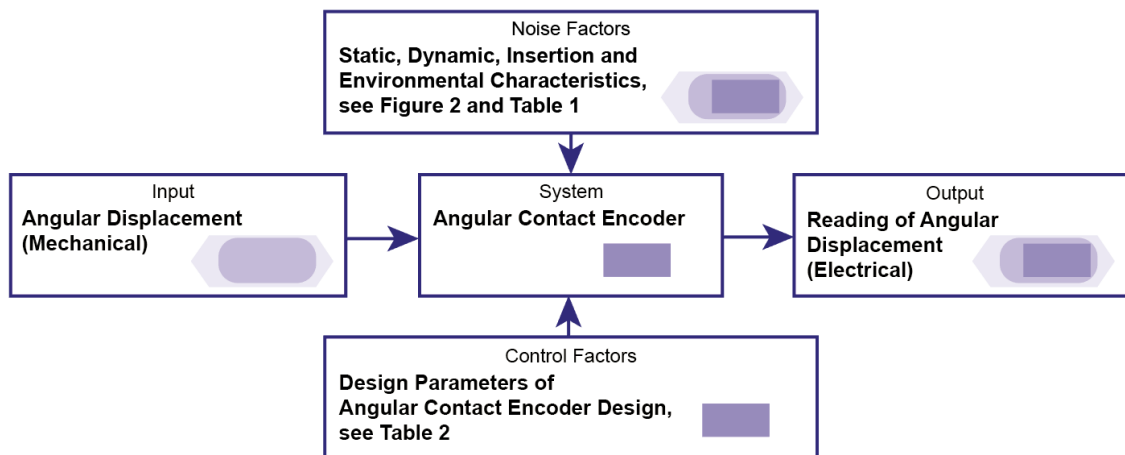 Noise Factors
Static, Dynamic, Insertion and
Environmental Characteristics,
see Figure 2 and Table 1
Input
Angular Displacement
(Mechanical)
System
Angular Contact Encoder
Output
Reading of Angular
Displacement
(Electrical)
Control Factors
Design Parameters of
Angular Contact Encoder Design,
see Table 2